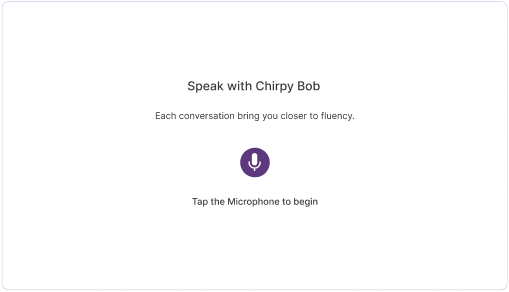 Speak with Chirpy Bob
Each conversation bring you closer to fluency.
Tap the Microphone to begin